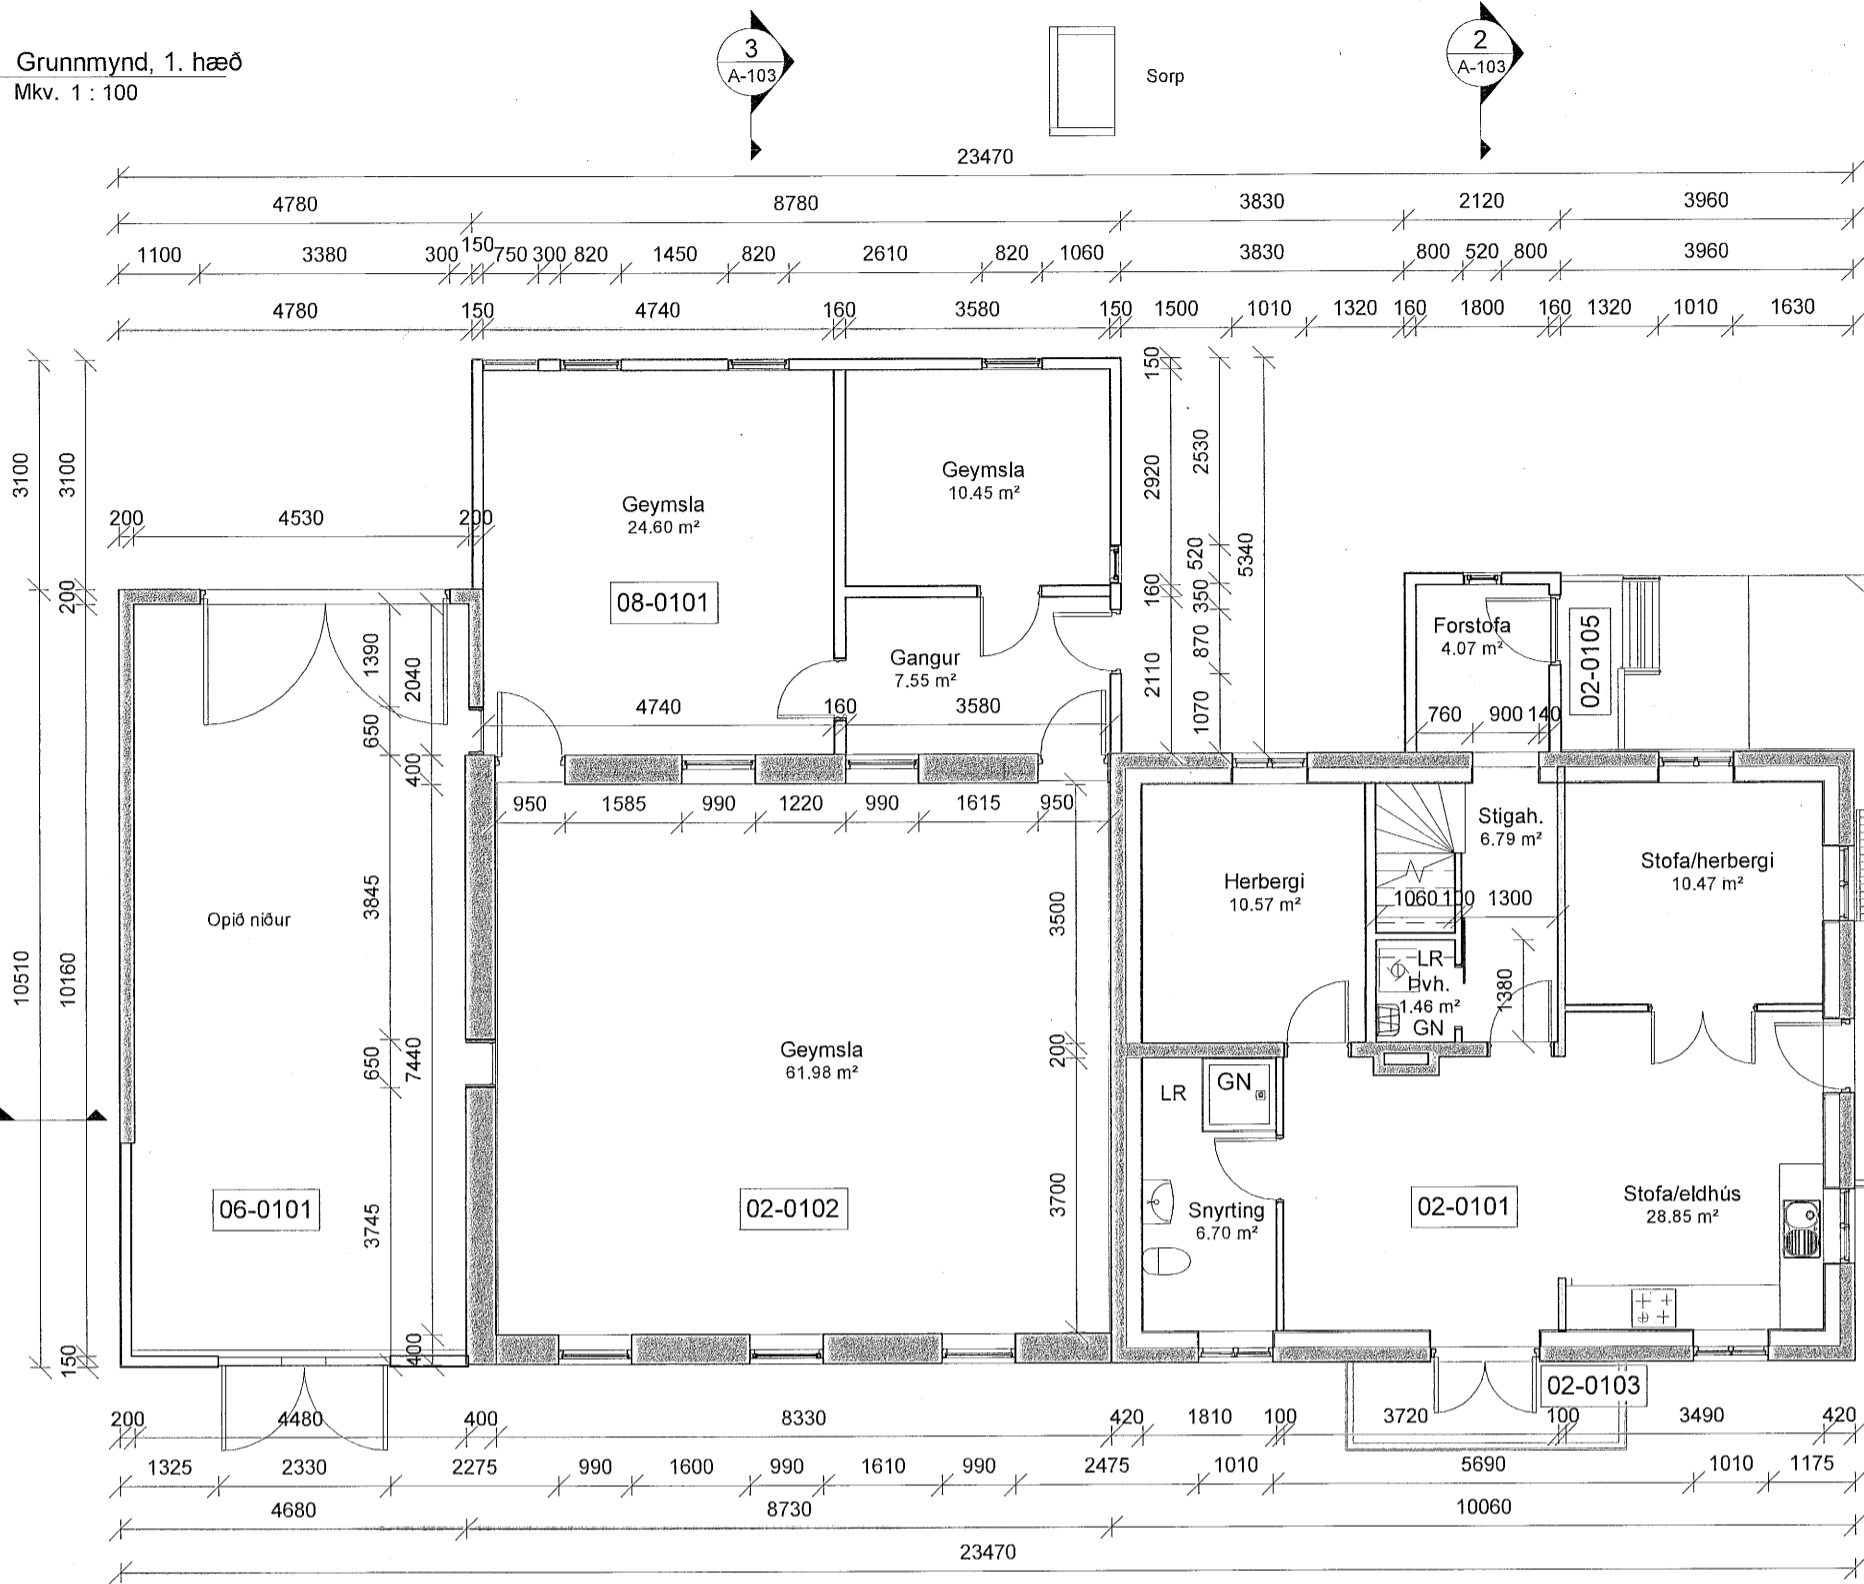 Grunnmynd, 1. hæð
Mkv. 1 : 100
3
A-103
Sorp
2
A-103
23470
4780 8780 3830 2120 3960
1100 3380 300 150 750 300 820 1450 820 2610 820 1060 3830 800 520 800 3960
4780 150 4740 160 3580 150 1500 1010 1320 160 1800 160 1320 1010 1630
3100 3100
200 4530 200
200
10510 10160
150
Geymsla
24.60 m²
08-0101
Geymsla
10.45 m²
Gangur
7.55 m²
4740 160 3580
150 2920 160 2110
2530 520 350 870 1070
5340
Forstofa
4.07 m²
02-0105
760 900 140
1390 650 3845 650 3745
2040 400 7440 400
950 1585 990 1220 990 1615 950
3500 200 3700
Opið niður
06-0101
Geymsla
61.98 m²
02-0102
Herbergi
10.57 m²
Stigah.
6.79 m²
1060 100 1300
1380
LR
Þvh.
1.46 m²
GN
Stofa/herbergi
10.47 m²
LR
GN
Snyrting
6.70 m²
02-0101
Stofa/eldhús
28.85 m²
02-0103
200 4480 400 8330 420 1810 100 3720 100 3490 420
1325 2330 2275 990 1600 990 1610 990 2475 1010 5690 1010 1175
4680 8730 10060
23470